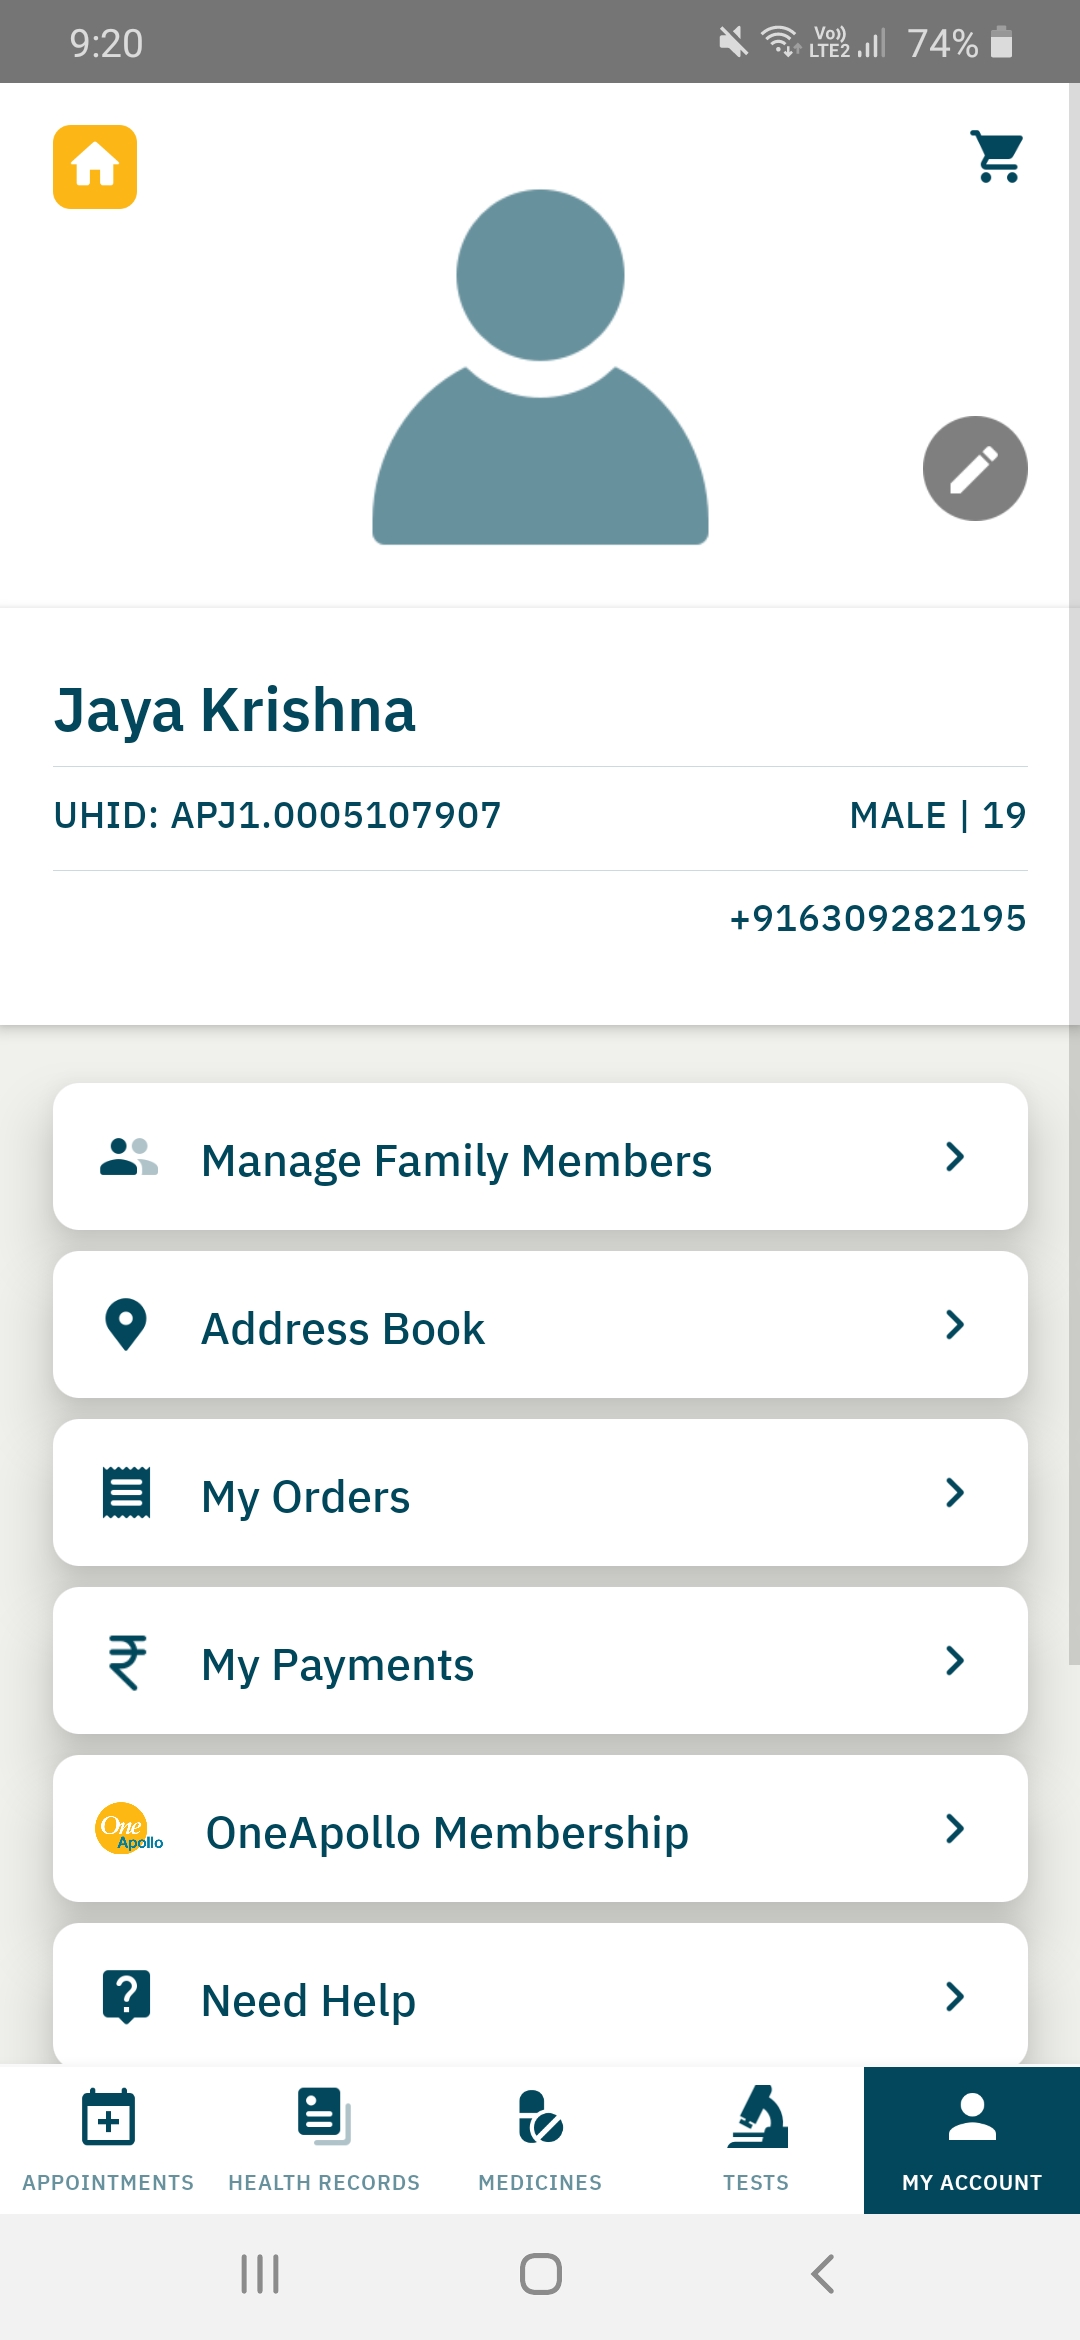 9:20
Vo))
LTE2
74%
Jaya Krishna
UHID: APJ1.0005107907
MALE | 19
+916309282195
Manage Family Members
Address Book
My Orders
₹ My Payments
One
Apollo
OneApollo Membership
? Need Help
APPOINTMENTS
HEALTH RECORDS
MEDICINES
TESTS
MY ACCOUNT